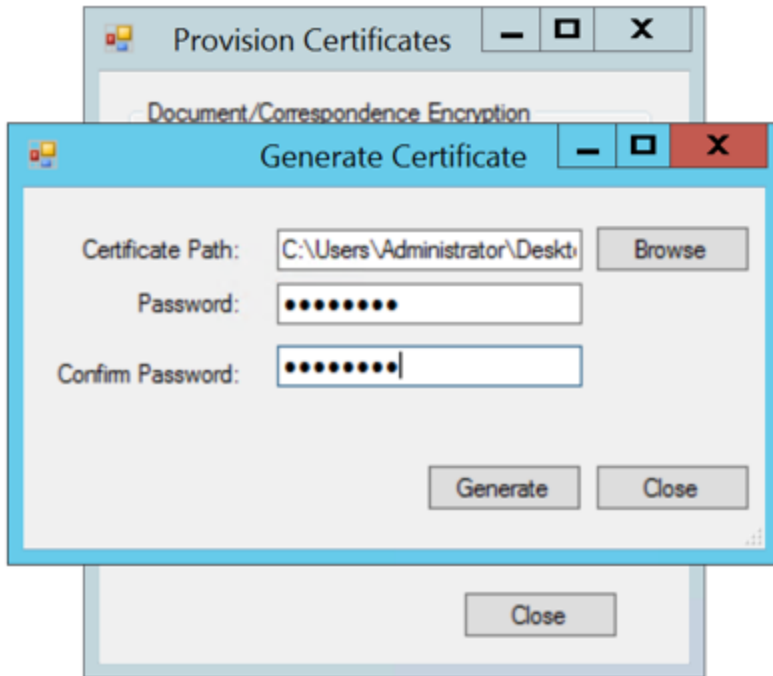 Provision Certificates
Document/Correspondence Encryption
Generate Certificate
Certificate Path: C:\Users\Administrator\Deskt Browse
Password: ●●●●●●●●
Confirm Password: ●●●●●●●●
Generate Close
Close